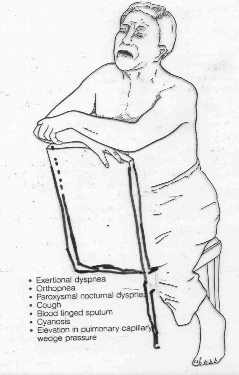 • Exertional dyspnea
• Orthopnea
• Paroxysmal nocturnal dyspnea
• Cough
• Blood tinged sputum
• Cyanosis
• Elevation in pulmonary capillary
wedge pressure